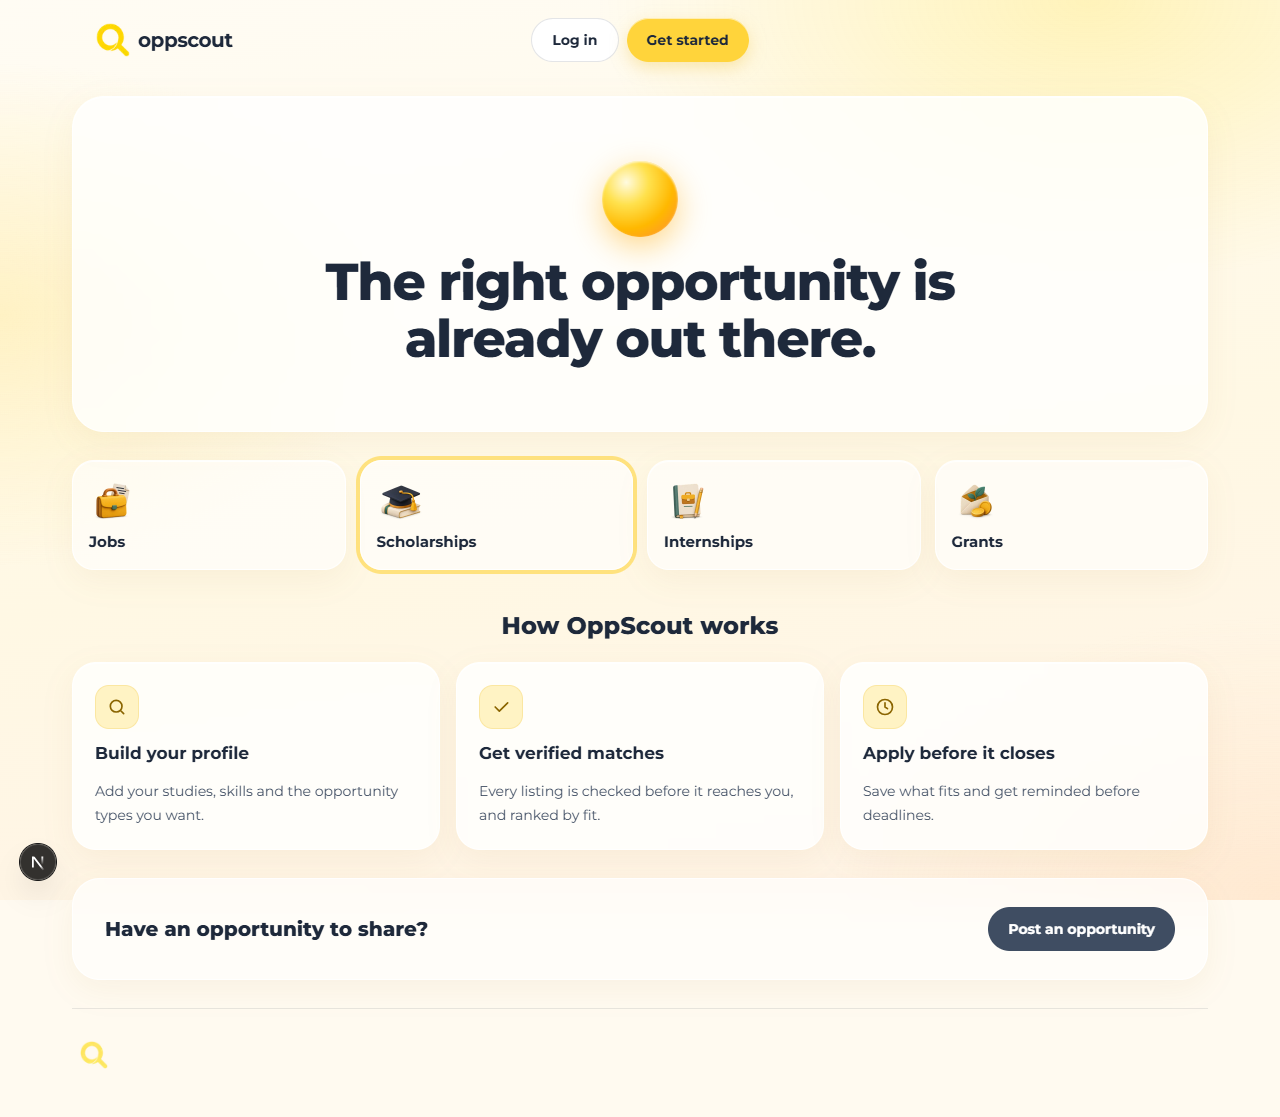 oppscout
Log in
Get started
The right opportunity is
already out there.
Jobs
Scholarships
Internships
Grants
How OppScout works
Build your profile
Add your studies, skills and the opportunity
types you want.
Get verified matches
Every listing is checked before it reaches you,
and ranked by fit.
Apply before it closes
Save what fits and get reminded before
deadlines.
N
Have an opportunity to share?
Post an opportunity